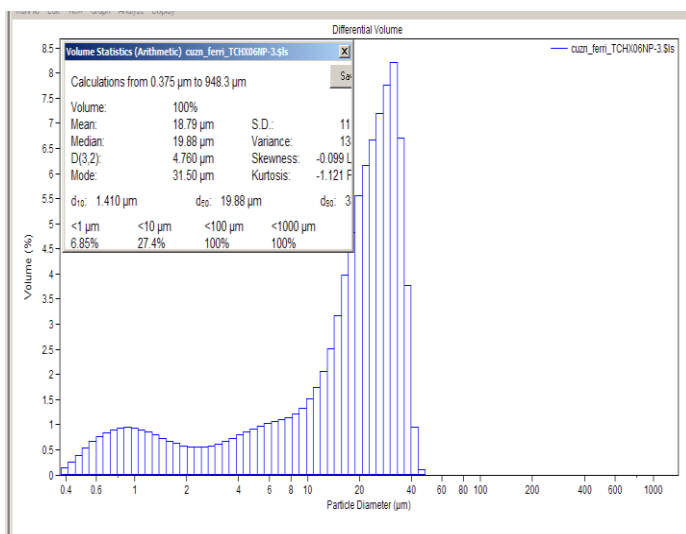 Differential Volume
Volume Statistics (Arithmetic) cuzn_ferri_TCHX06NP-3.$ls X
cuzn_ferri_TCHX06NP-3.$ls
Calculations from 0.375 µm to 948.3 µm
Volume: 100%
Mean: 18.79 µm S.D.: 11
Median: 19.88 µm Variance: 13
D(3,2): 4.760 µm Skewness: -0.099 L
Mode: 31.50 µm Kurtosis: -1.121 F
d10: 1.410 µm d50: 19.88 µm d90: 3
<1 µm <10 µm <100 µm <1000 µm
6.85% 27.4% 100% 100%
Volume (%)
8.5
8
7.5
7
6.5
6
5.5
5
4.5
4
3.5
3
2.5
2
1.5
1
0.5
0
0.4 0.6 1 2 4 6 8 10 20 40 60 80 100 200 400 600 1000
Particle Diameter (µm)